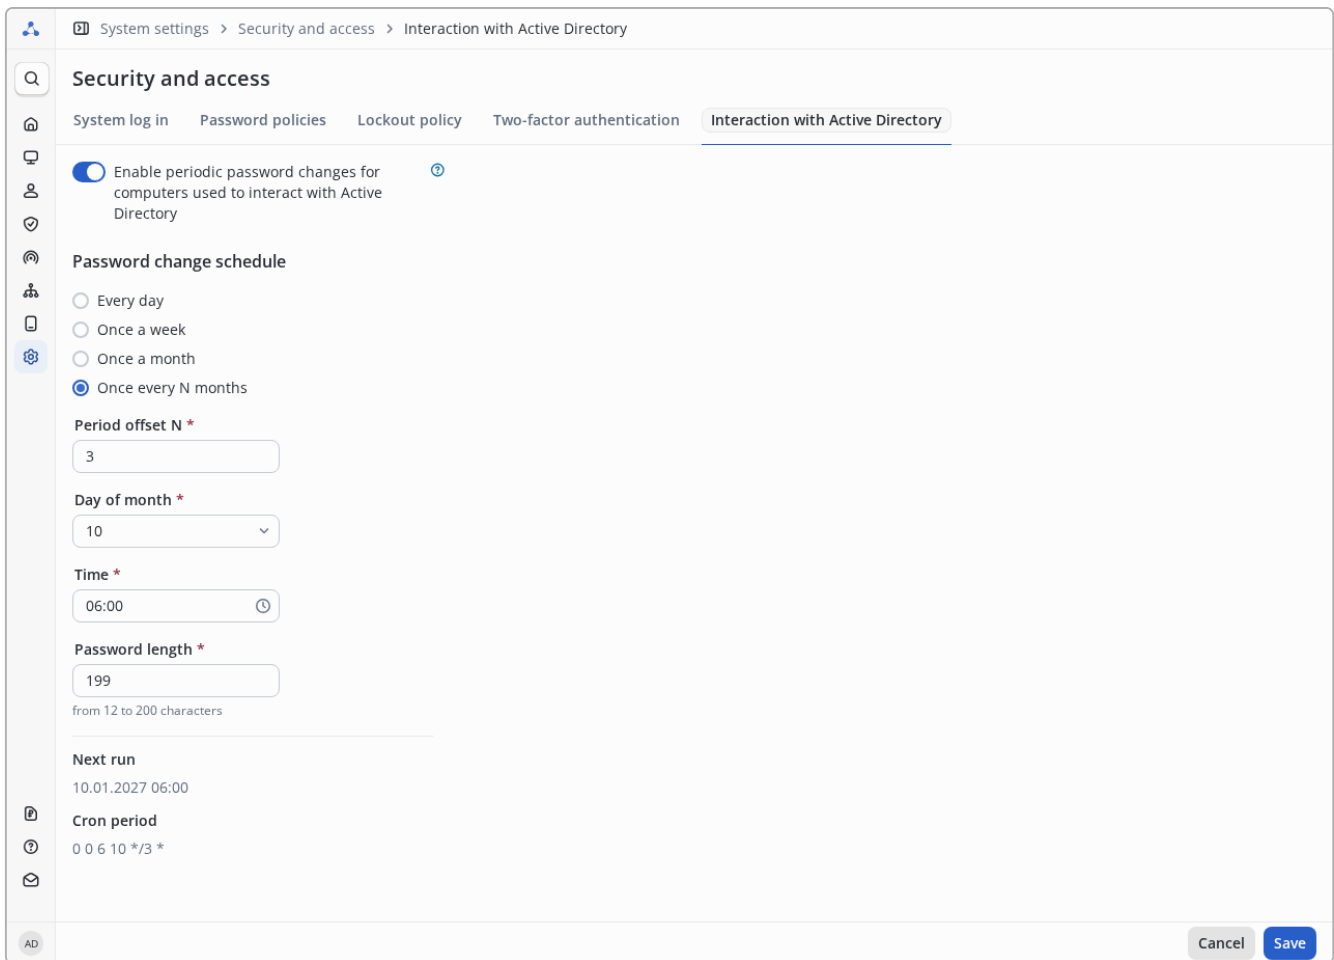 System settings > Security and access > Interaction with Active Directory
Security and access
System log in Password policies Lockout policy Two-factor authentication Interaction with Active Directory
Enable periodic password changes for
computers used to interact with Active
Directory
Password change schedule
Every day
Once a week
Once a month
Once every N months
Period offset N *
3
Day of month *
10
Time *
06:00
Password length *
199
from 12 to 200 characters
Next run
10.01.2027 06:00
Cron period
0 0 6 10 */3 *
AD
Cancel Save